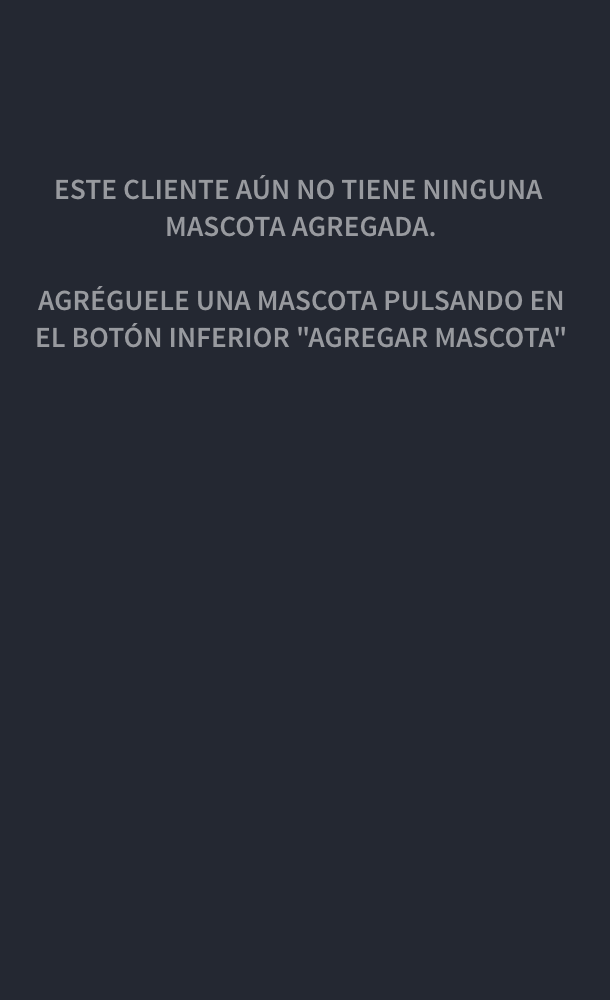 ESTE CLIENTE AÚN NO TIENE NINGUNA
MASCOTA AGREGADA.
AGRÉGUELE UNA MASCOTA PULSANDO EN
EL BOTÓN INFERIOR "AGREGAR MASCOTA"